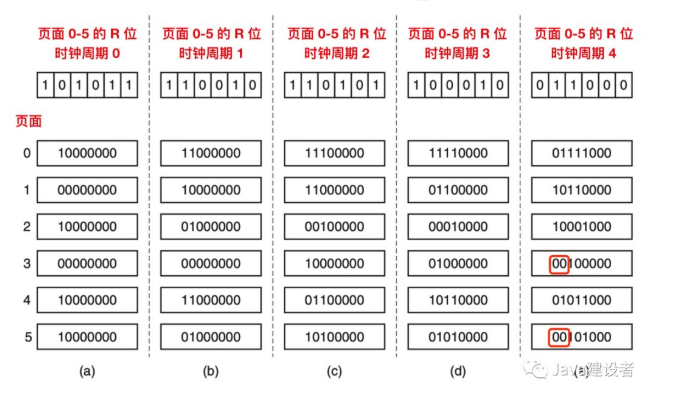 页面 0-5 的 R 位 页面 0-5 的 R 位 页面 0-5 的 R 位 页面 0-5 的 R 位 页面 0-5 的 R 位
时钟周期 0 时钟周期 1 时钟周期 2 时钟周期 3 时钟周期 4
1 0 1 0 1 1 1 1 0 0 1 0 1 1 0 1 0 1 1 0 0 0 1 0 0 1 1 0 0 0
页面
0 10000000 11000000 11100000 11110000 01111000
1 00000000 10000000 11000000 01100000 10110000
2 10000000 01000000 00100000 00010000 10001000
3 00000000 00000000 10000000 01000000 00100000
4 10000000 11000000 01100000 10110000 01011000
5 10000000 01000000 10100000 01010000 00101000
(a) (b) (c) (d)
Java建设者